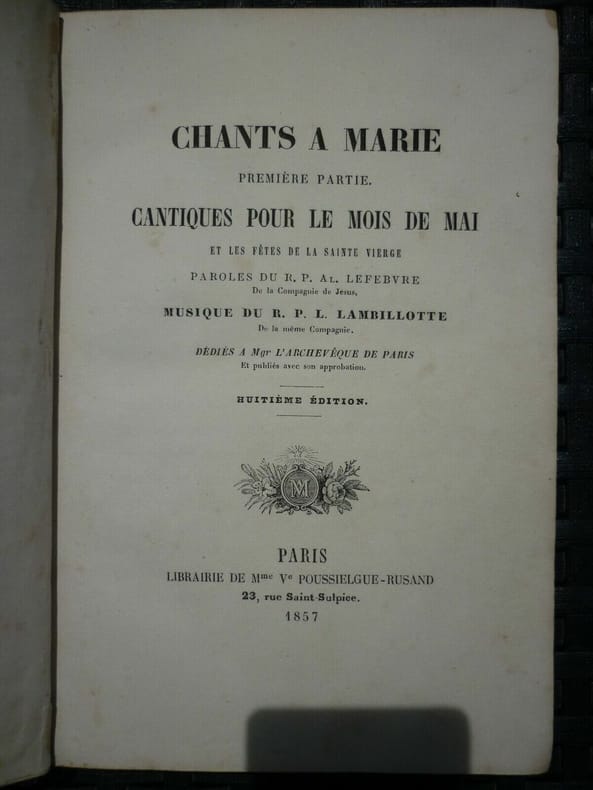 CHANTS A MARIE
PREMIÈRE PARTIE.
CANTIQUES POUR LE MOIS DE MAI
ET LES FÊTES DE LA SAINTE VIERGE
PAROLES DU R. P. AL. LEFEBVRE
De la Compagnie de Jesus,
MUSIQUE DU R. P. L. LAMBILLOTTE
De la même Compagnie.
DÉDIÉS A Mgr L'ARCHEVÊQUE DE PARIS
Et publiés avec son approbation.
HUITIÈME ÉDITION.
M
PARIS
LIBRAIRIE DE Mme Ve POUSSIELGUE-RUSAND
23, rue Saint-Sulpice.
1857